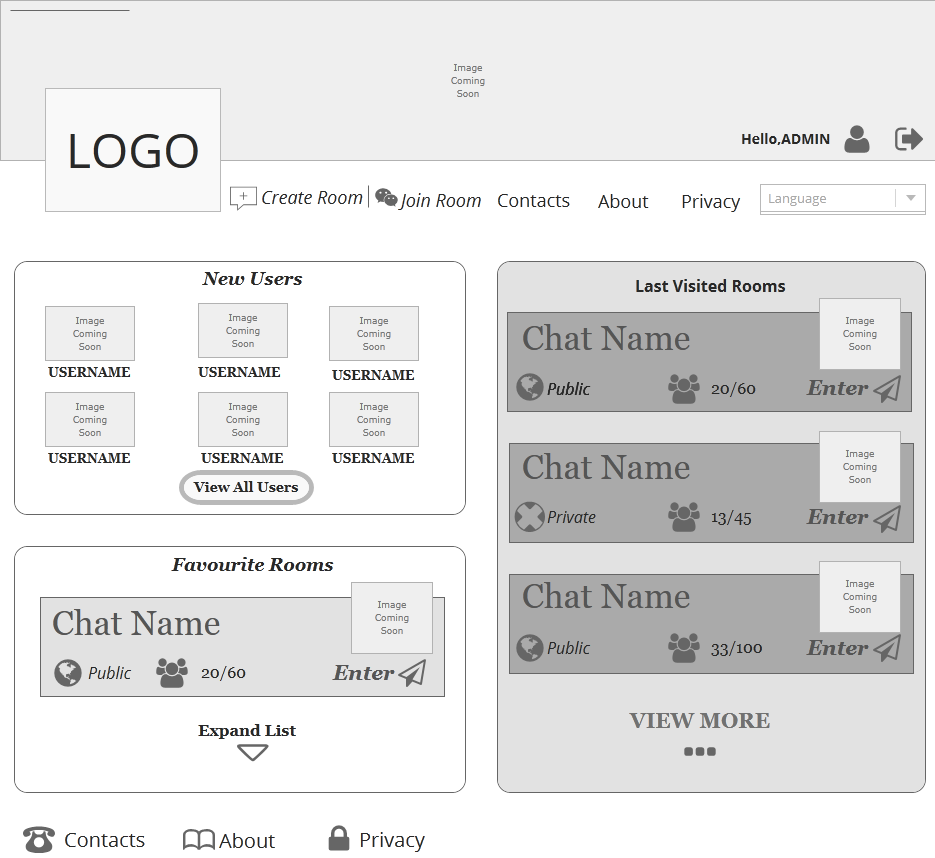 Image
Coming
Soon
Hello,ADMIN
LOGO
Create Room Join Room Contacts About Privacy Language
New Users
Image
Coming
Soon
Image
Coming
Soon
Image
Coming
Soon
USERNAME USERNAME USERNAME
Image
Coming
Soon
Image
Coming
Soon
Image
Coming
Soon
USERNAME USERNAME USERNAME
View All Users
Favourite Rooms
Chat Name
Image
Coming
Soon
Public 20/60 Enter
Expand List
Last Visited Rooms
Chat Name
Image
Coming
Soon
Public 20/60 Enter
Chat Name
Image
Coming
Soon
Private 13/45 Enter
Chat Name
Image
Coming
Soon
Public 33/100 Enter
VIEW MORE
Contacts About Privacy